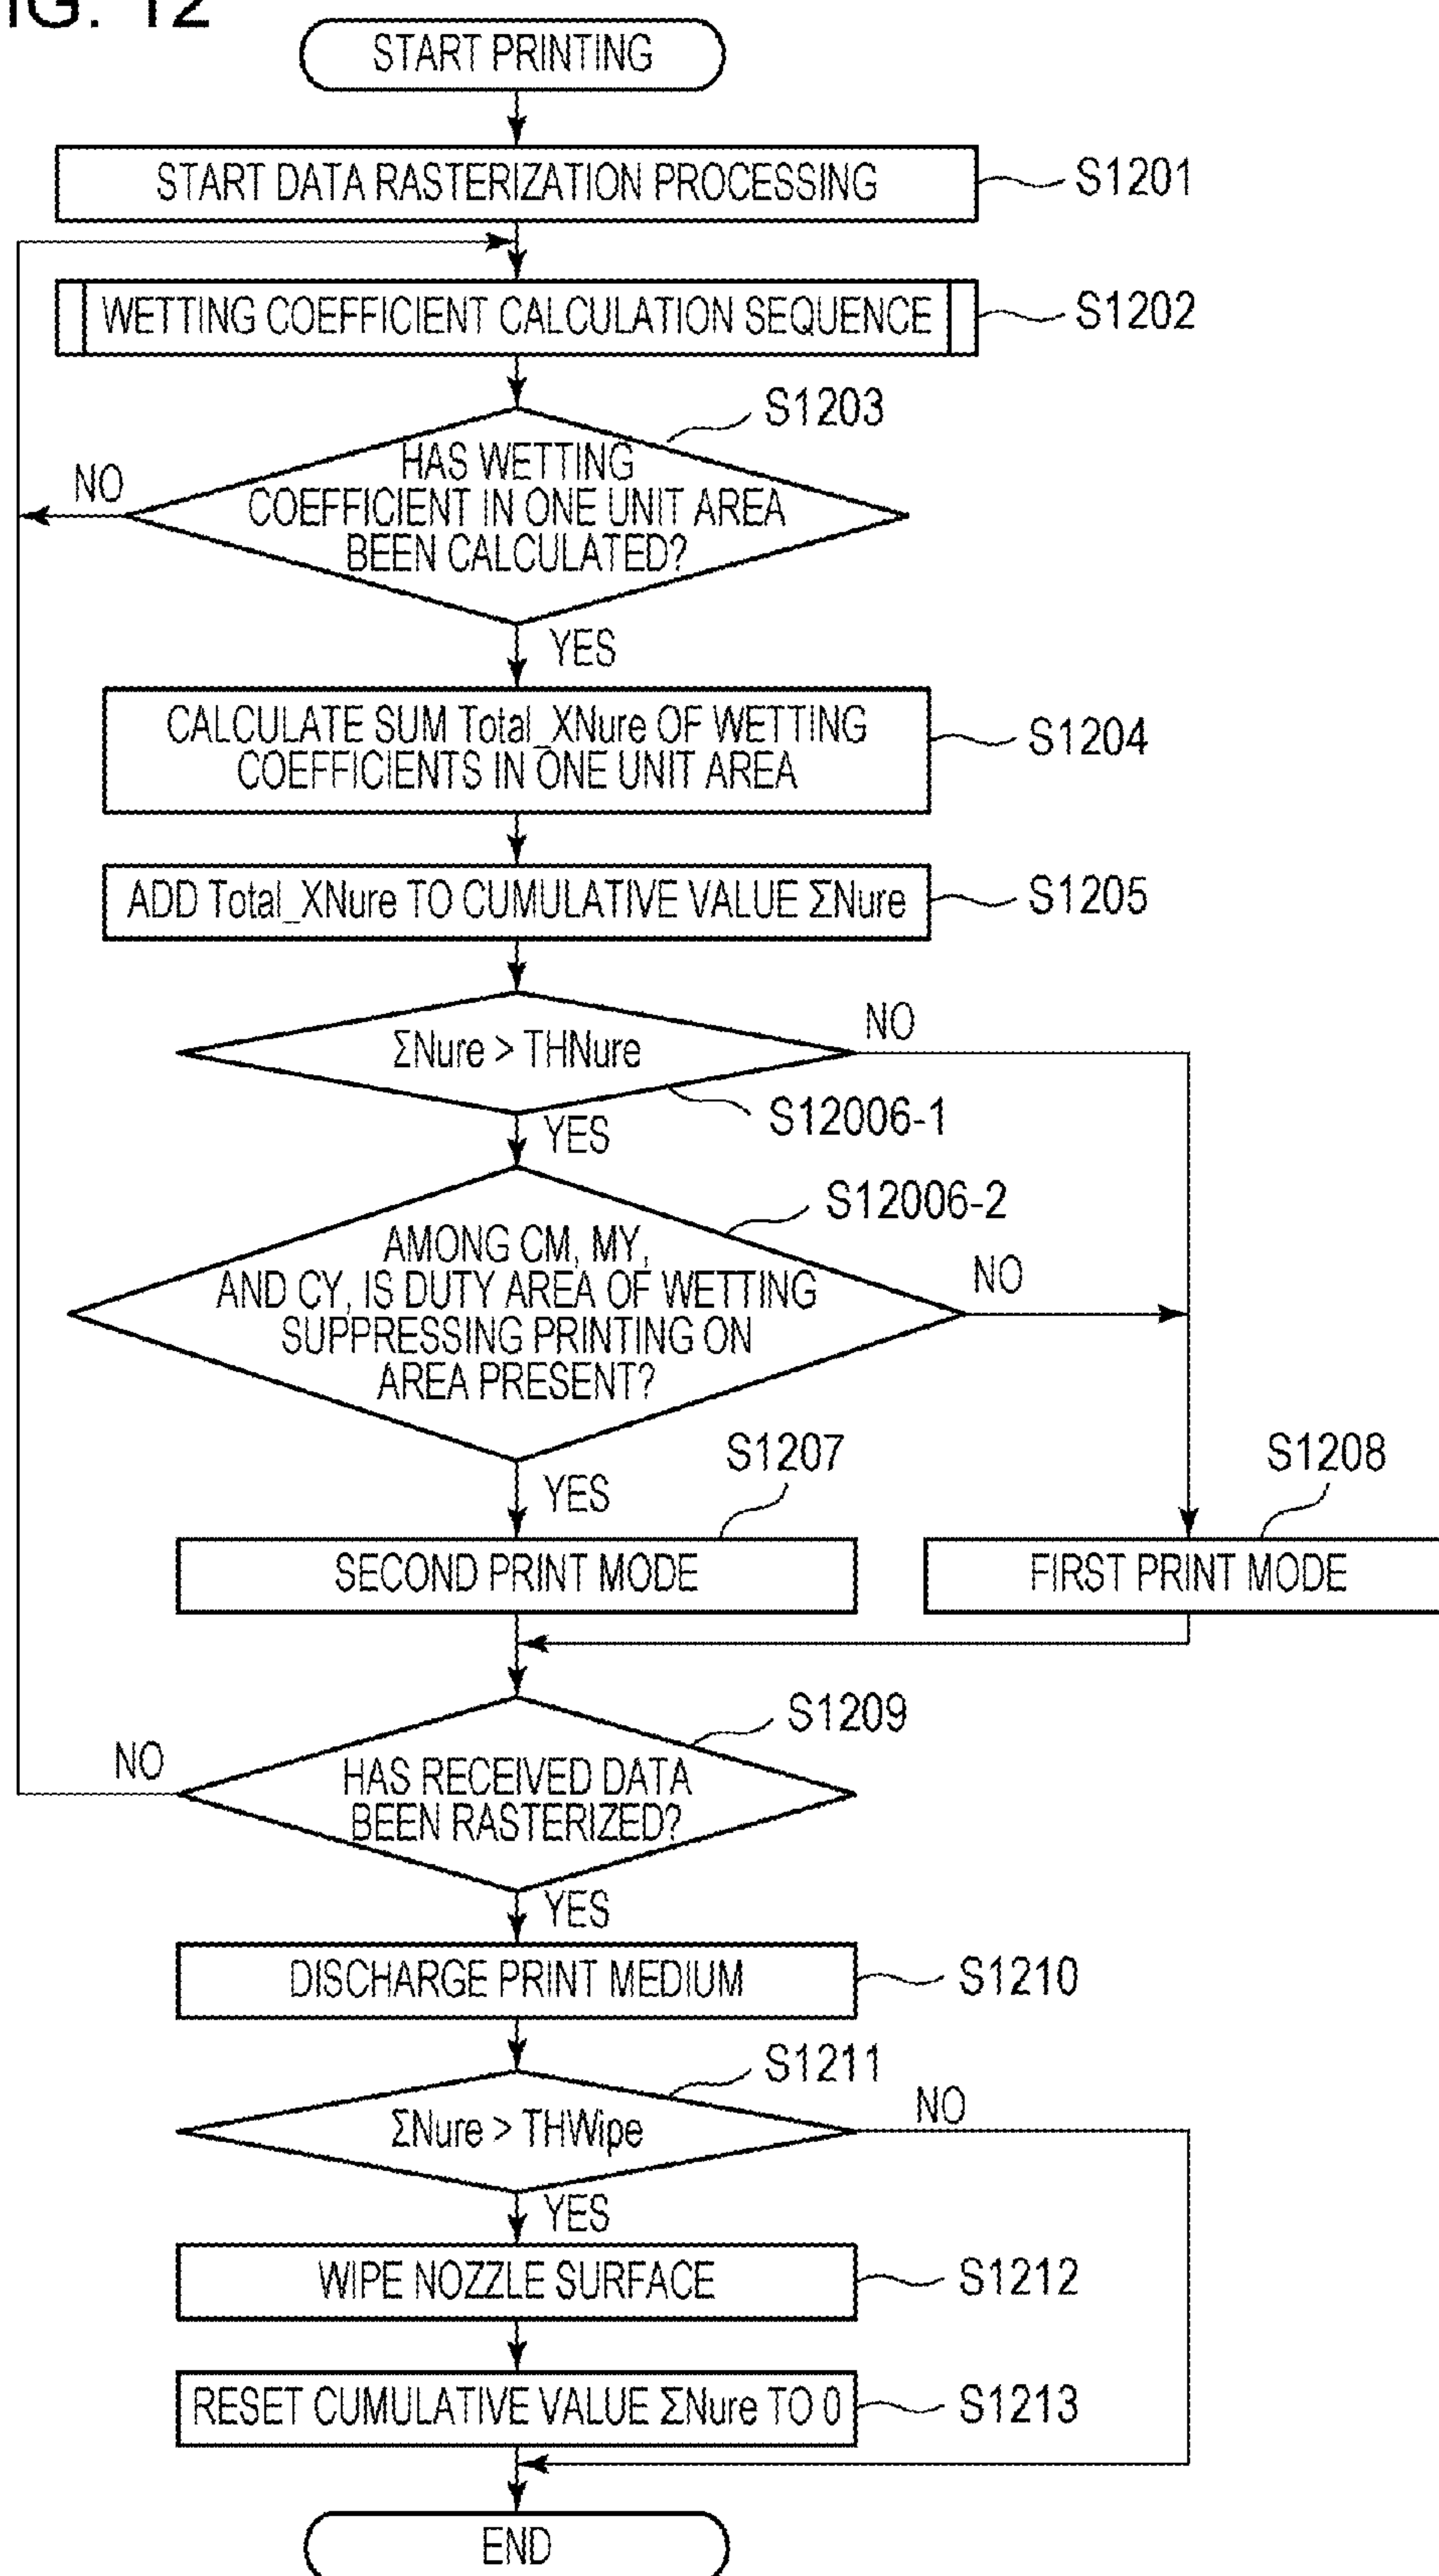 FIG. 12
START PRINTING
START DATA RASTERIZATION PROCESSING
S1201
WETTING COEFFICIENT CALCULATION SEQUENCE
S1202
S1203
HAS WETTING
COEFFICIENT IN ONE UNIT AREA
BEEN CALCULATED?
NO
YES
CALCULATE SUM Total_XNure OF WETTING
COEFFICIENTS IN ONE UNIT AREA
S1204
ADD Total_XNure TO CUMULATIVE VALUE ΣNure
S1205
ΣNure > THNure
NO
S12006-1
YES
S12006-2
AMONG CM, MY,
AND CY, IS DUTY AREA OF WETTING
SUPPRESSING PRINTING ON
AREA PRESENT?
NO
YES
S1207
S1208
SECOND PRINT MODE
FIRST PRINT MODE
S1209
HAS RECEIVED DATA
BEEN RASTERIZED?
NO
YES
DISCHARGE PRINT MEDIUM
S1210
S1211
ΣNure > THWipe
NO
YES
WIPE NOZZLE SURFACE
S1212
RESET CUMULATIVE VALUE ΣNure TO 0
S1213
END